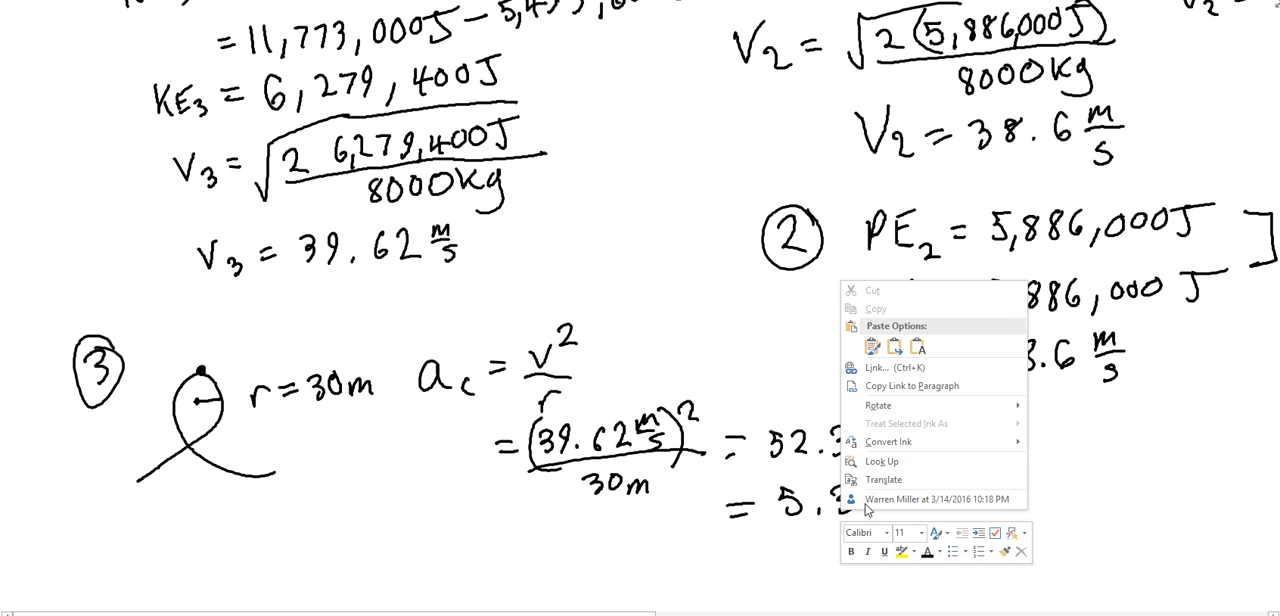 = 11,773,000J - 5,4
KE₃ = 6,279,400J
V₃ = √(2 6,279,400J / 8000kg)
V₃ = 39.62 m/s
V₂ = √(2(5,886,000J) / 8000kg)
V₂ = 38.6 m/s
② PE₂ = 5,886,000J ]
886,000 J
.6 m/s
③ r = 30m a_c = v²/r
= (39.62 m/s)² / 30m = 52.3
= 5.3
Cut
Copy
Paste Options:
Link... (Ctrl+K)
Copy Link to Paragraph
Rotate
Treat Selected Ink As
Convert Ink
Look Up
Translate
Warren Miller at 3/14/2016 10:18 PM
Calibri 11
B I U A